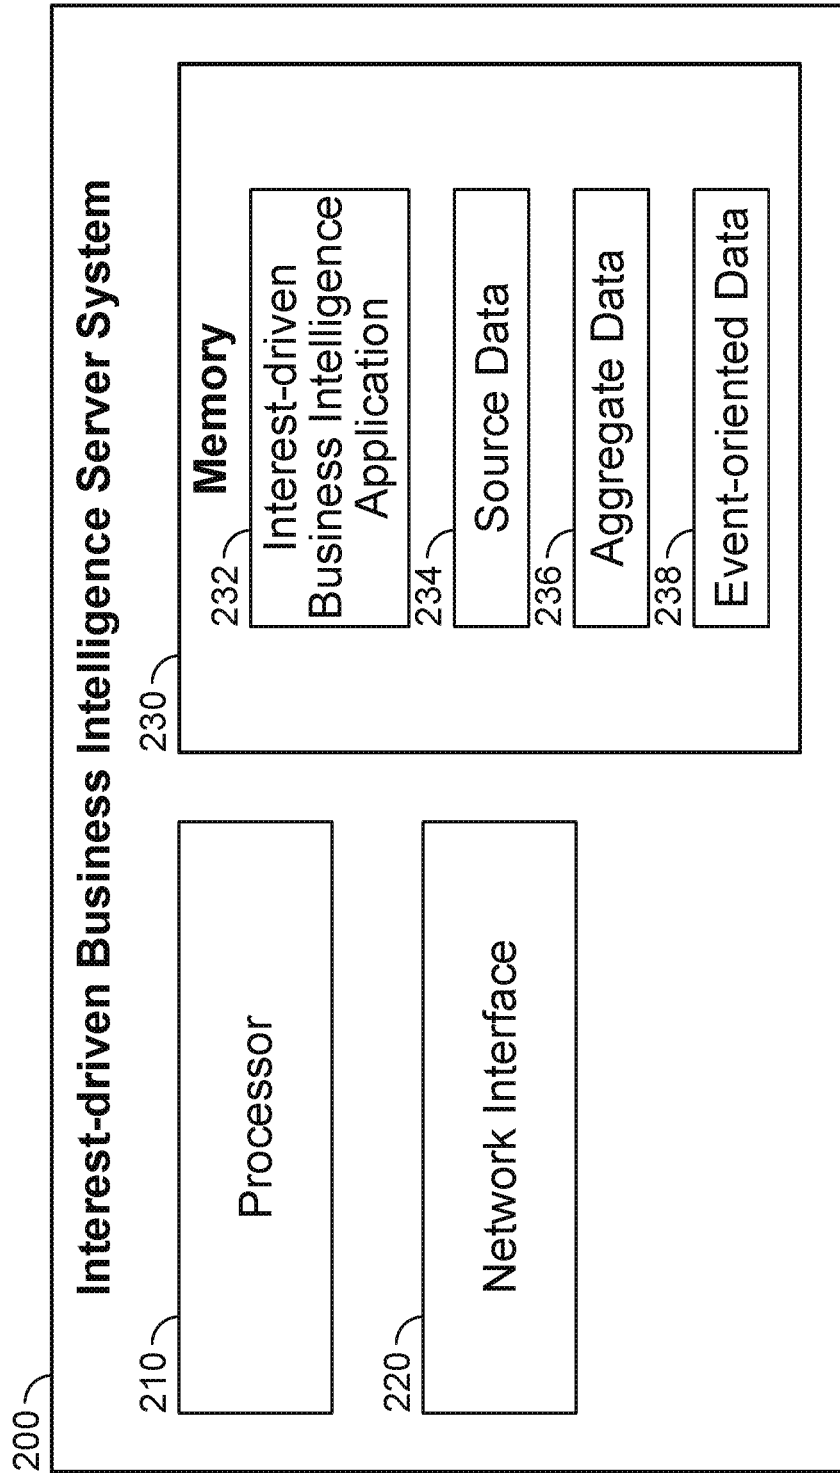 200
Interest-driven Business Intelligence Server System
210
Processor
220
Network Interface
230
Memory
232
Interest-driven
Business Intelligence
Application
234
Source Data
236
Aggregate Data
238
Event-oriented Data